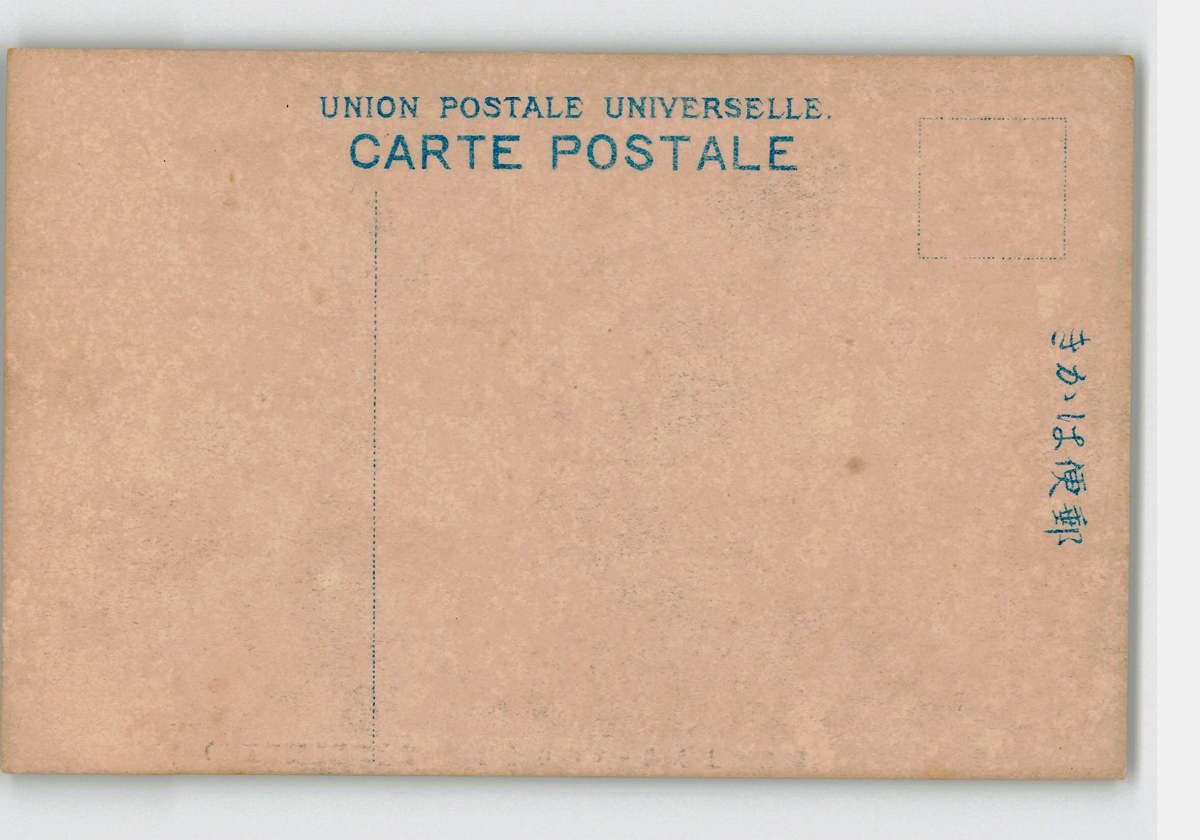 UNION POSTALE UNIVERSELLE.
CARTE POSTALE
きかは便郵